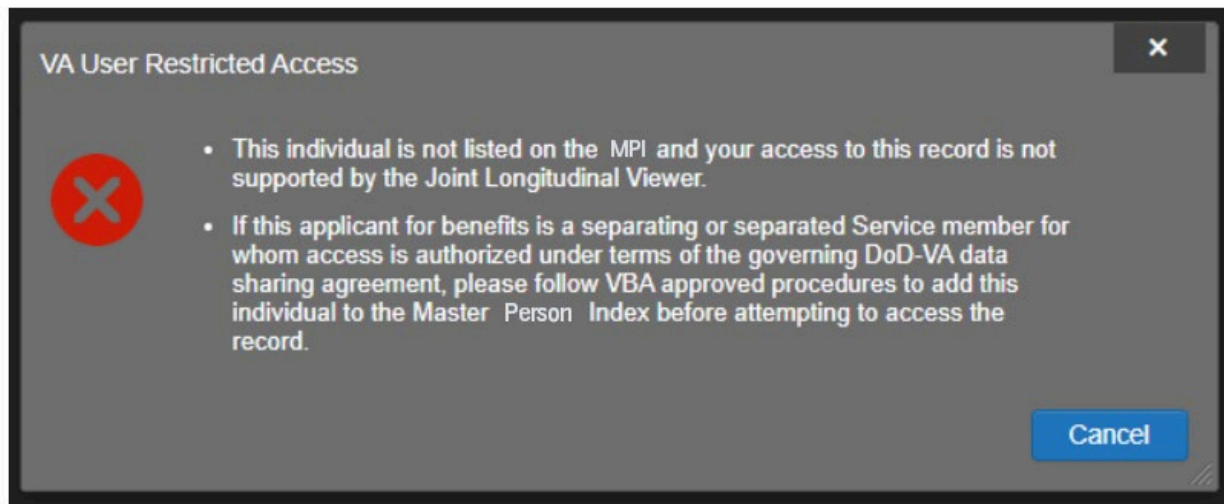 VA User Restricted Access
×
• This individual is not listed on the MPI and your access to this record is not
supported by the Joint Longitudinal Viewer.
• If this applicant for benefits is a separating or separated Service member for
whom access is authorized under terms of the governing DoD-VA data
sharing agreement, please follow VBA approved procedures to add this
individual to the Master Person Index before attempting to access the
record.
Cancel